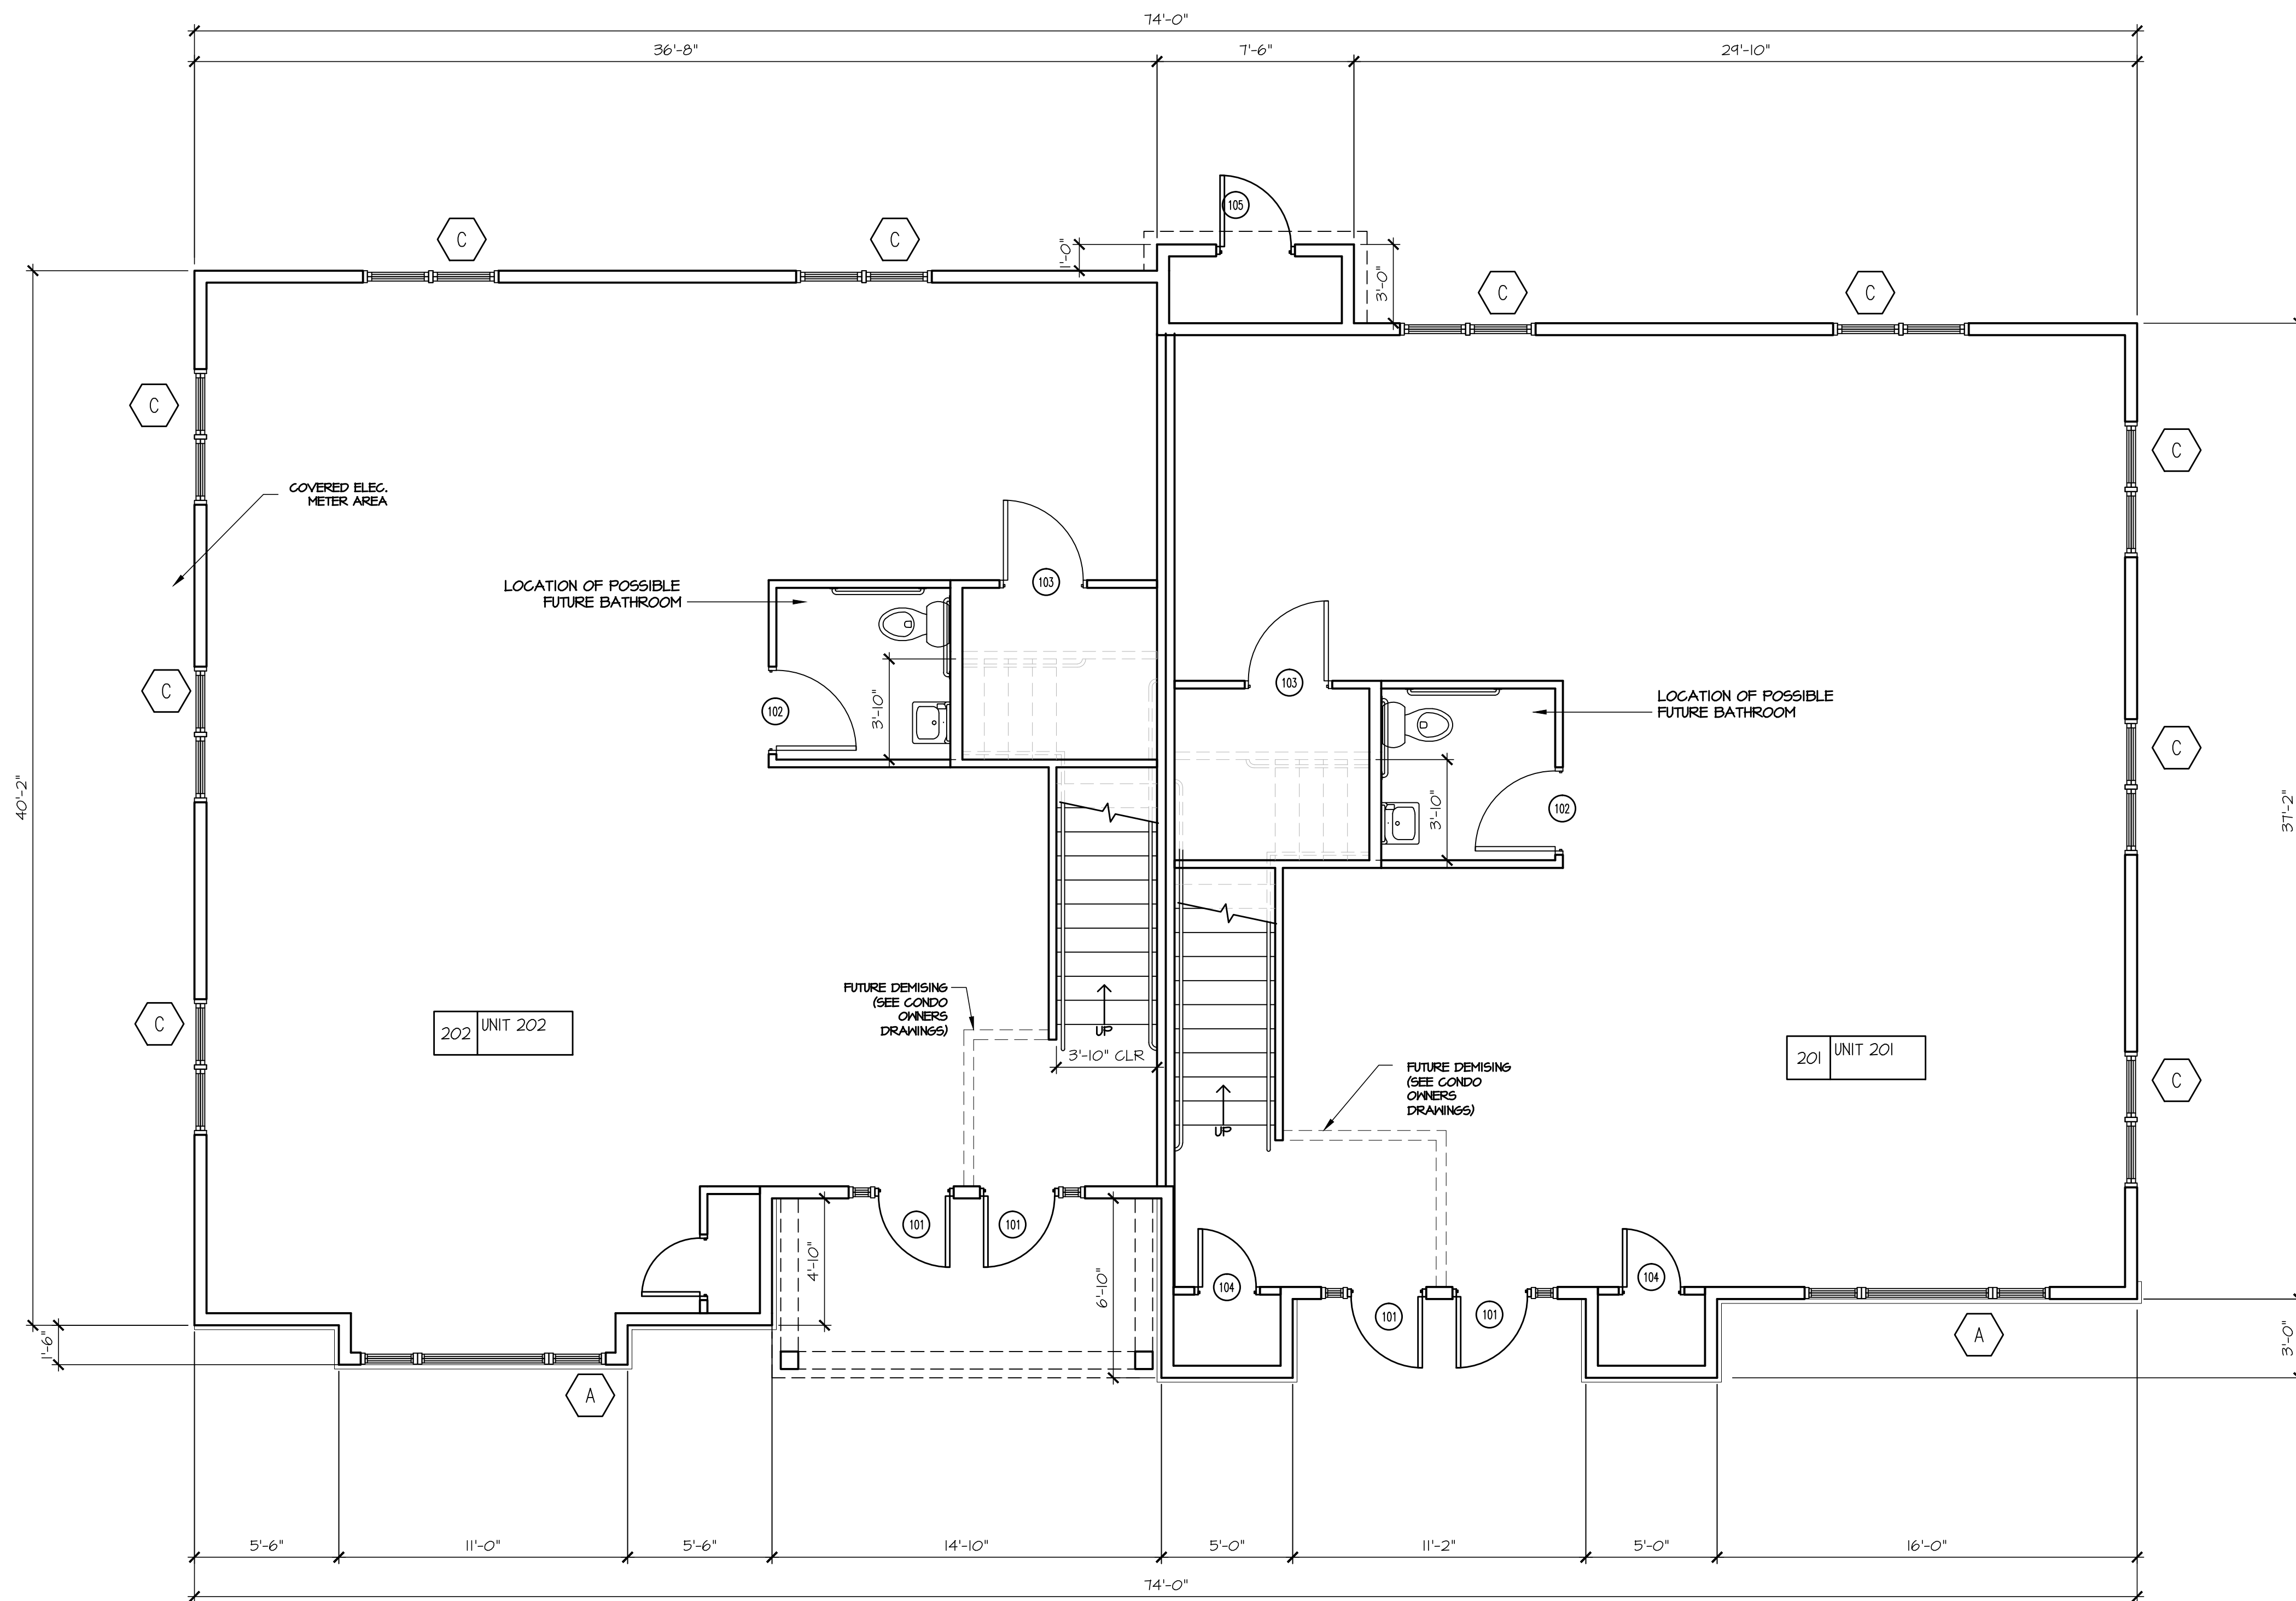 74'-0"
36'-8"
7'-6"
29'-10"
105
C
C
1'-0"
3'-0"
C
C
C
C
COVERED ELEC.
METER AREA
LOCATION OF POSSIBLE
FUTURE BATHROOM
103
3'-10"
102
C
103
LOCATION OF POSSIBLE
FUTURE BATHROOM
C
3'-10"
102
40'-2"
37'-2"
FUTURE DEMISING
(SEE CONDO
OWNERS
DRAWINGS)
C
202
UNIT 202
UP
3'-10" CLR
201
UNIT 201
FUTURE DEMISING
(SEE CONDO
OWNERS
DRAWINGS)
C
UP
101
101
4'-10"
6'-10"
104
104
101
101
1'-6"
A
3'-0"
A
5'-6"
11'-0"
5'-6"
14'-10"
5'-0"
11'-2"
5'-0"
16'-0"
74'-0"